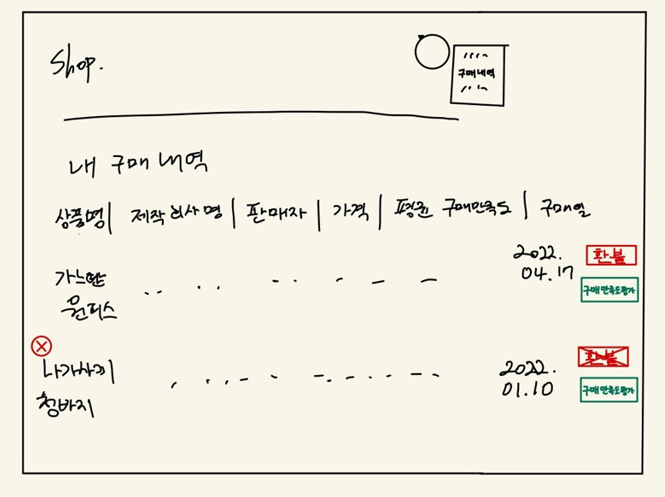 Shop.
구매내역
내 구매 내역
상품명 | 제작 회사 명 | 판매자 | 가격 | 평균 구매만족도 | 구매일
2022. 환불
04.17
가느란
원피스
구매만족도평가
2022. 환불
나가사끼
01.10
청바지
구매만족도평가